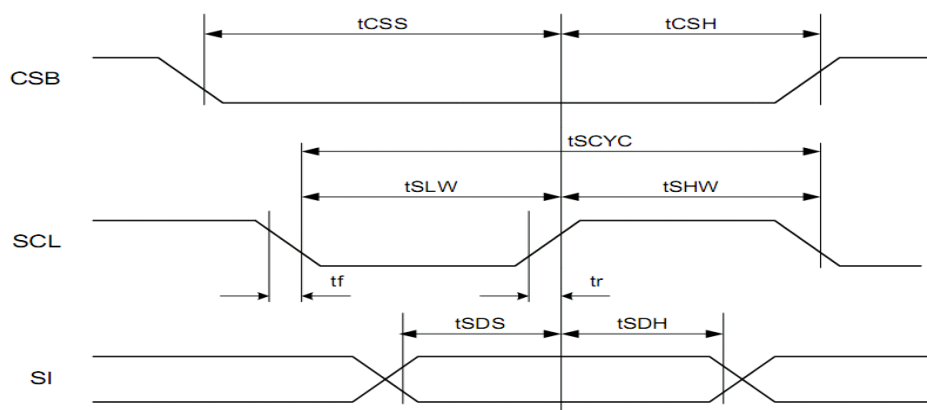 tCSS tCSH
CSB
tSCYC
tSLW tSHW
SCL
tf tr
tSDS tSDH
SI